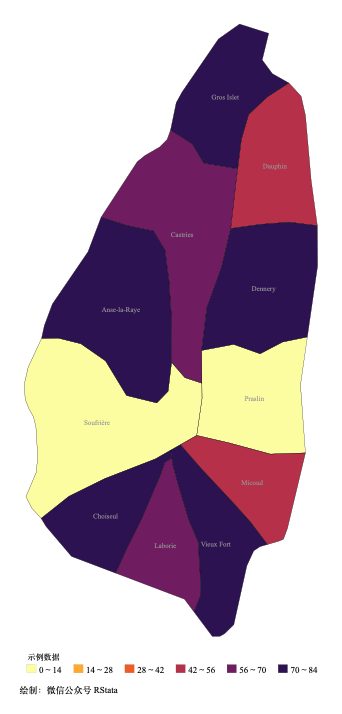 Gros Islet
Dauphin
Castries
Dennery
Anse-la-Raye
Praslin
Soufrière
Micoud
Choiseul
Vieux Fort
Laborie
示例数据
0 ~ 14 14 ~ 28 28 ~ 42 42 ~ 56 56 ~ 70 70 ~ 84
绘制：微信公众号 RStata